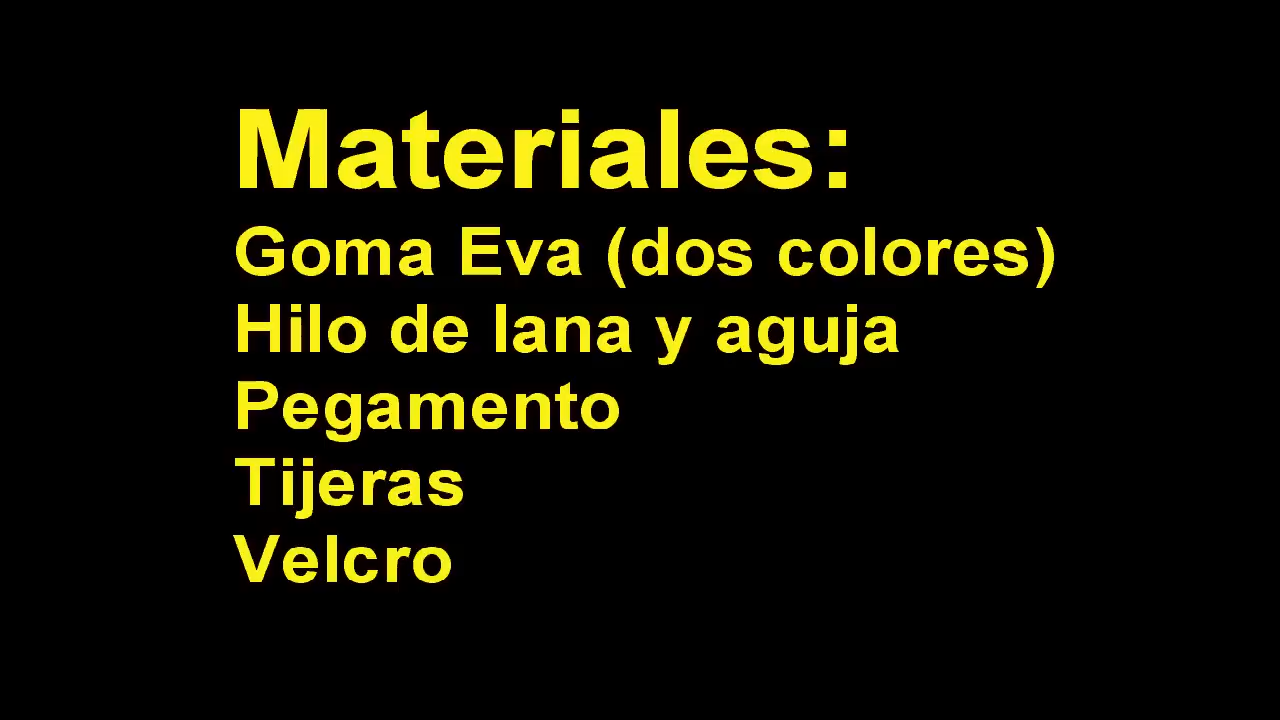 Materiales:
Goma Eva (dos colores)
Hilo de lana y aguja
Pegamento
Tijeras
Velcro